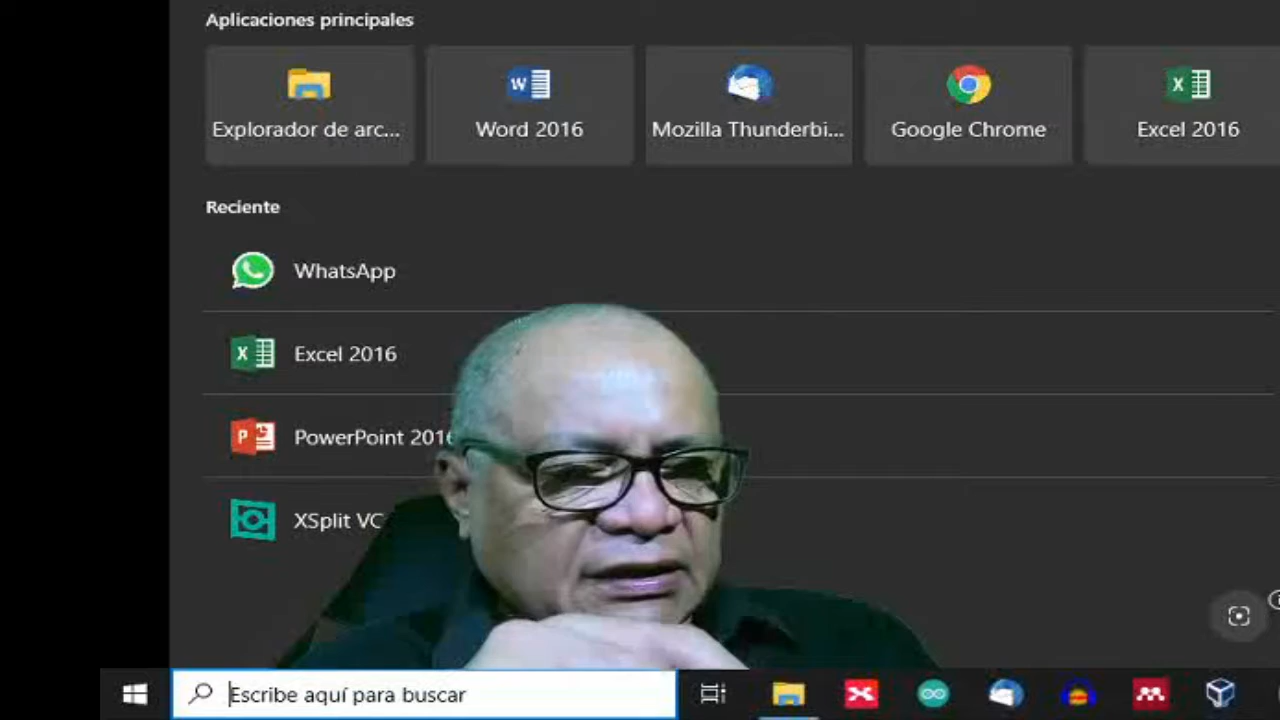 Aplicaciones principales
Explorador de arc...
Word 2016
Mozilla Thunderbi...
Google Chrome
Excel 2016
Reciente
WhatsApp
Excel 2016
PowerPoint 2016
XSplit VC
Escribe aquí para buscar